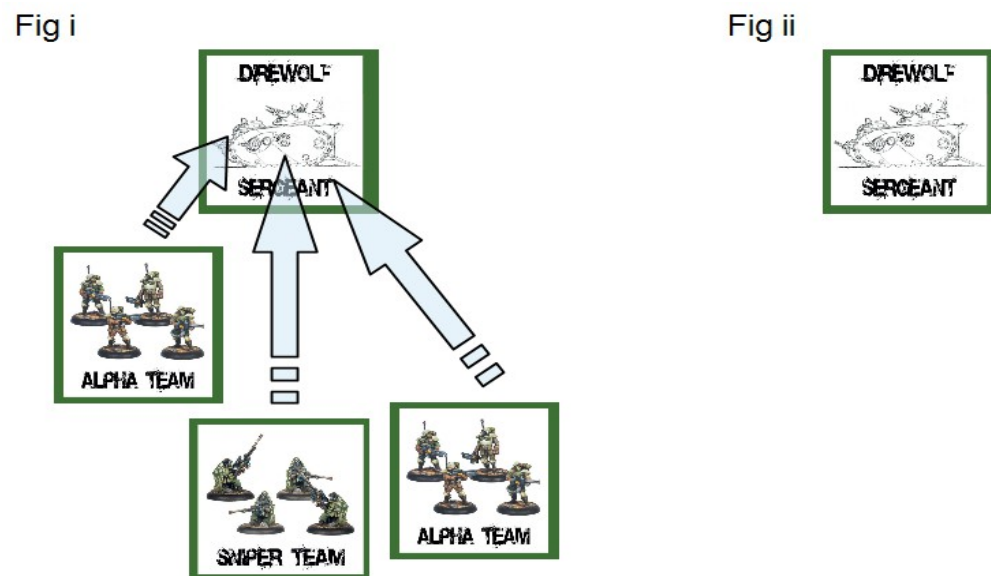 Fig i
Fig ii
DIREWOLF
SERGEANT
DIREWOLF
SERGEANT
ALPHA TEAM
SNIPER TEAM
ALPHA TEAM